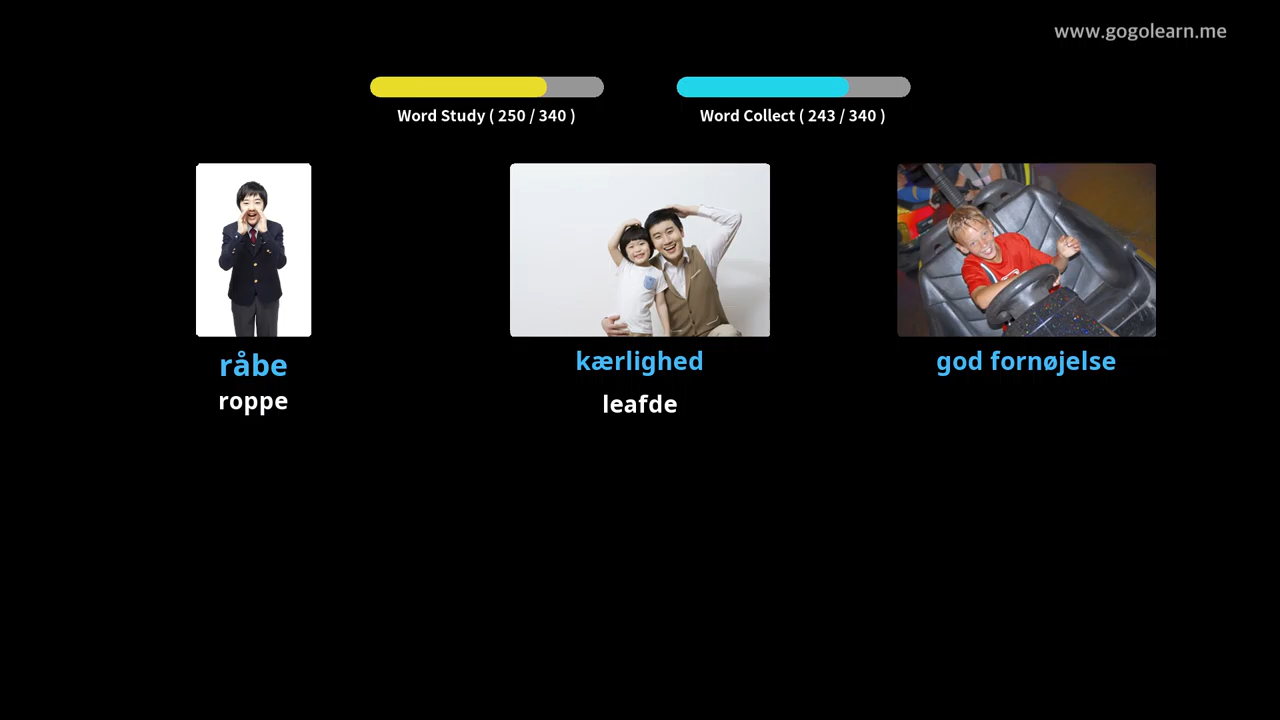 www.gogolearn.me
Word Study ( 250 / 340 )
Word Collect ( 243 / 340 )
råbe
roppe
kærlighed
leafde
god fornøjelse